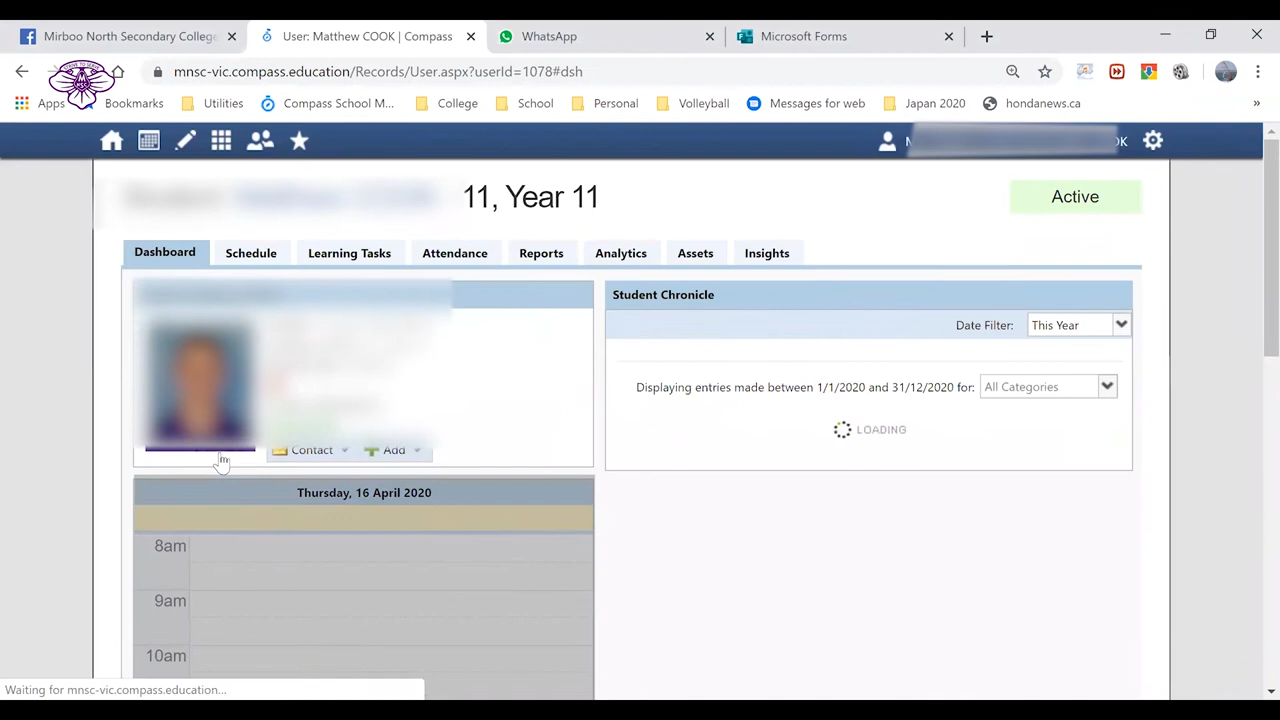 Mirboo North Secondary College
User: Matthew COOK | Compass
WhatsApp
Microsoft Forms
mnsc-vic.compass.education/Records/User.aspx?userId=1078#dsh
Apps
Bookmarks
Utilities
Compass School M...
College
School
Personal
Volleyball
Messages for web
Japan 2020
hondanews.ca
»
11, Year 11
Active
Dashboard
Schedule
Learning Tasks
Attendance
Reports
Analytics
Assets
Insights
Student Chronicle
Date Filter:
This Year
Displaying entries made between 1/1/2020 and 31/12/2020 for:
All Categories
LOADING
Contact
Add
Thursday, 16 April 2020
8am
9am
10am
Waiting for mnsc-vic.compass.education...